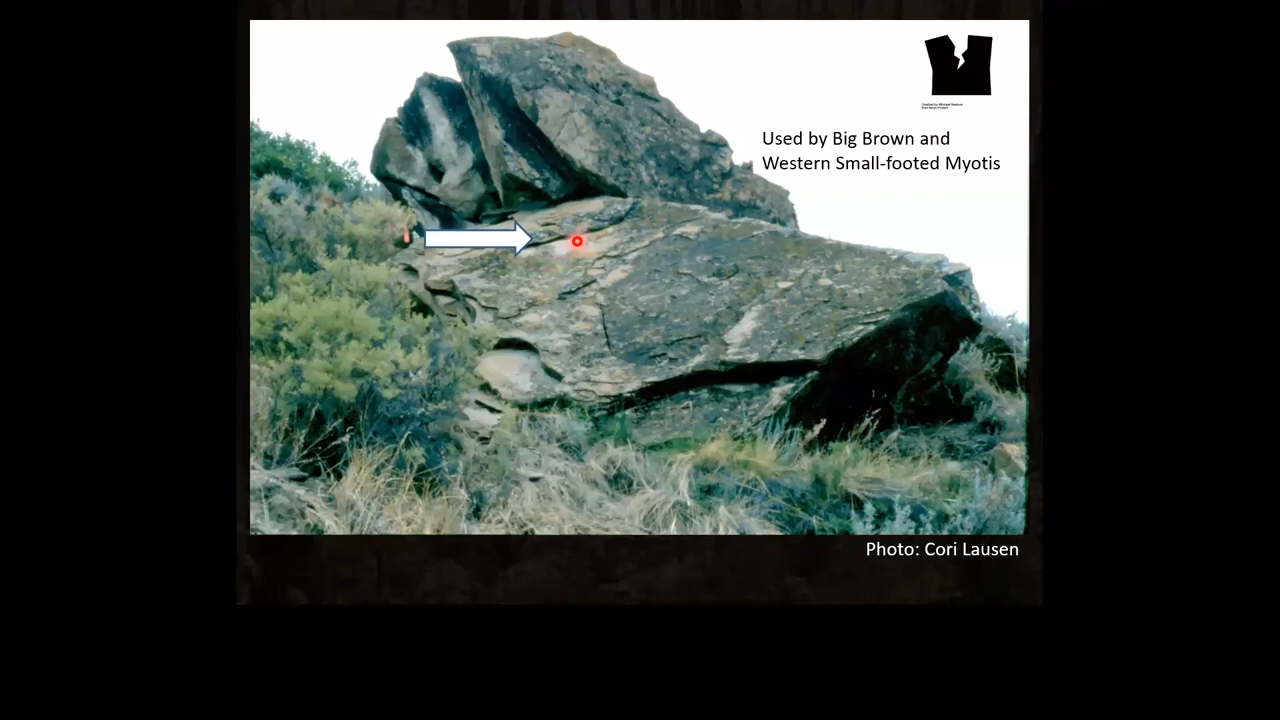 Used by Big Brown and
Western Small-footed Myotis
Photo: Cori Lausen